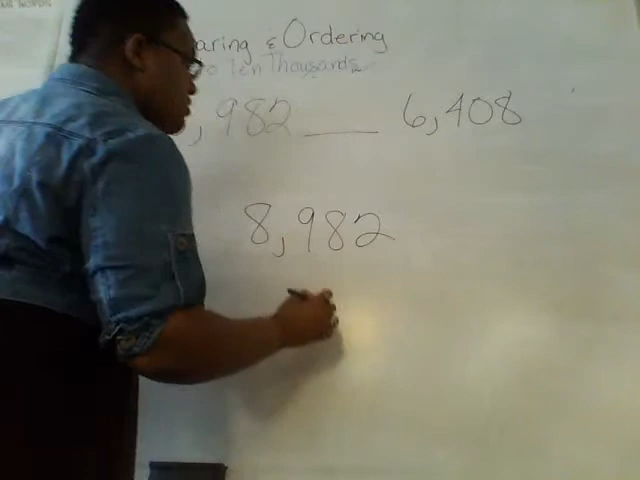 aring & Ordering
Ten Thousands
,982 ___ 6,408
8,982